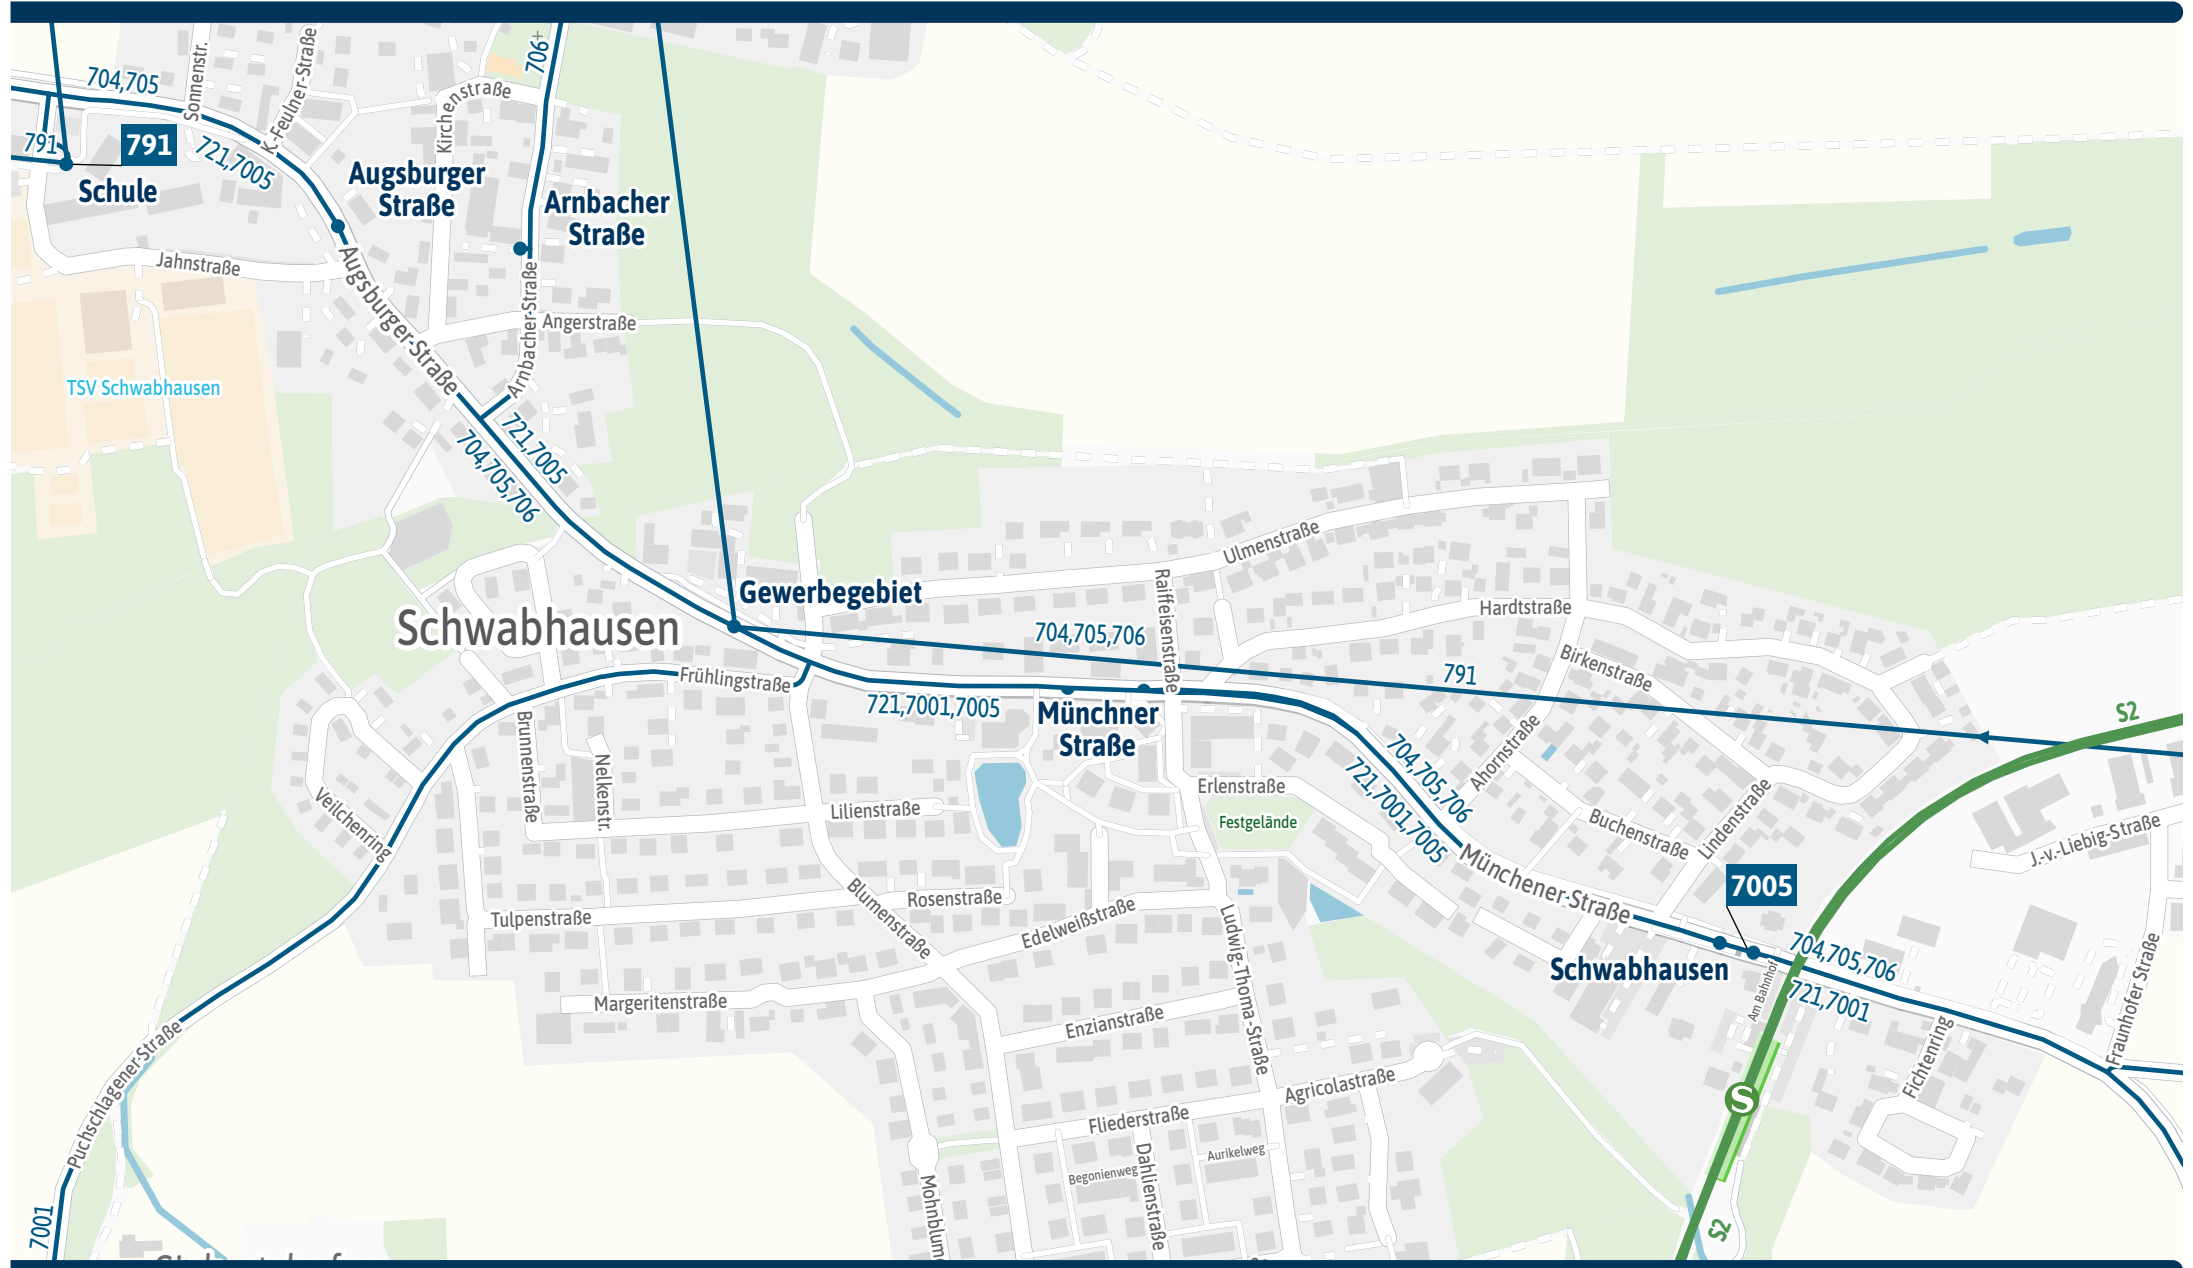 704,705
Sonnenstr.
K.-Feulner-Straße
Kirchenstraße
706
791
791
721,7005
Schule
Augsburger
Straße
Arnbacher
Straße
Jahnstraße
Augsburger-Straße
Arnbacher-Straße
Angerstraße
TSV Schwabhausen
721,7005
704,705,706
Ulmenstraße
Raiffeisenstraße
Gewerbegebiet
Schwabhausen
Hardtstraße
704,705,706
Birkenstraße
791
Frühlingstraße
721,7001,7005
Münchner
Straße
S2
Brunnenstraße
Nelkenstr.
Ahornstraße
704,705,706
721,7001,7005
Erlenstraße
Festgelände
Lilienstraße
Veilchenring
Buchenstraße
Lindenstraße
J.-v.-Liebig-Straße
Münchener-Straße
7005
Blumenstraße
Rosenstraße
Tulpenstraße
Edelweißstraße
Ludwig-Thoma-Straße
704,705,706
Schwabhausen
721,7001
Am Bahnhof
Fraunhofer Straße
Margeritenstraße
Enzianstraße
Puchschlagener-Straße
Fichtenring
Agricolastraße
S
Fliederstraße
Aurikelweg
Begonienweg
Dahlienstraße
Mohnblum
7001
S2